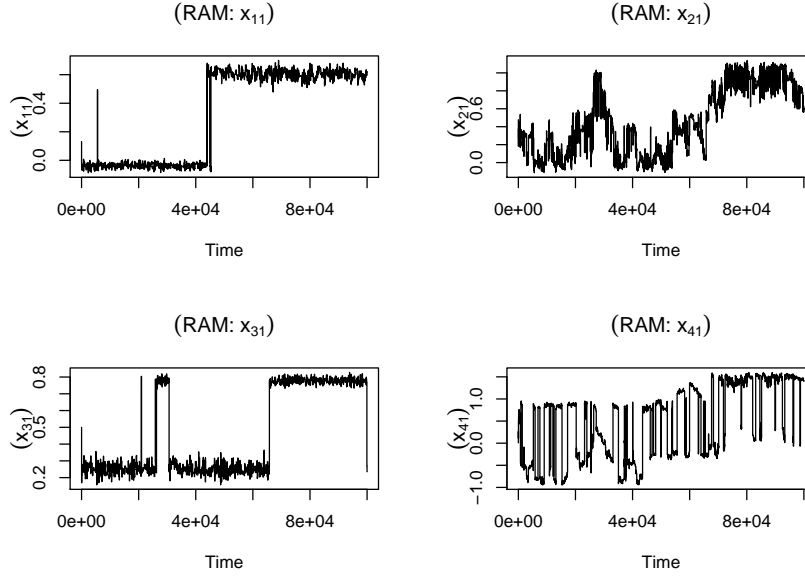 (RAM: x11)
(x11)
0.0 0.4
0e+00 4e+04 8e+04
Time
(RAM: x21)
(x21)
0.0 0.6
0e+00 4e+04 8e+04
Time
(RAM: x31)
(x31)
0.2 0.5 0.8
0e+00 4e+04 8e+04
Time
(RAM: x41)
(x41)
−1.0 0.0 1.0
0e+00 4e+04 8e+04
Time